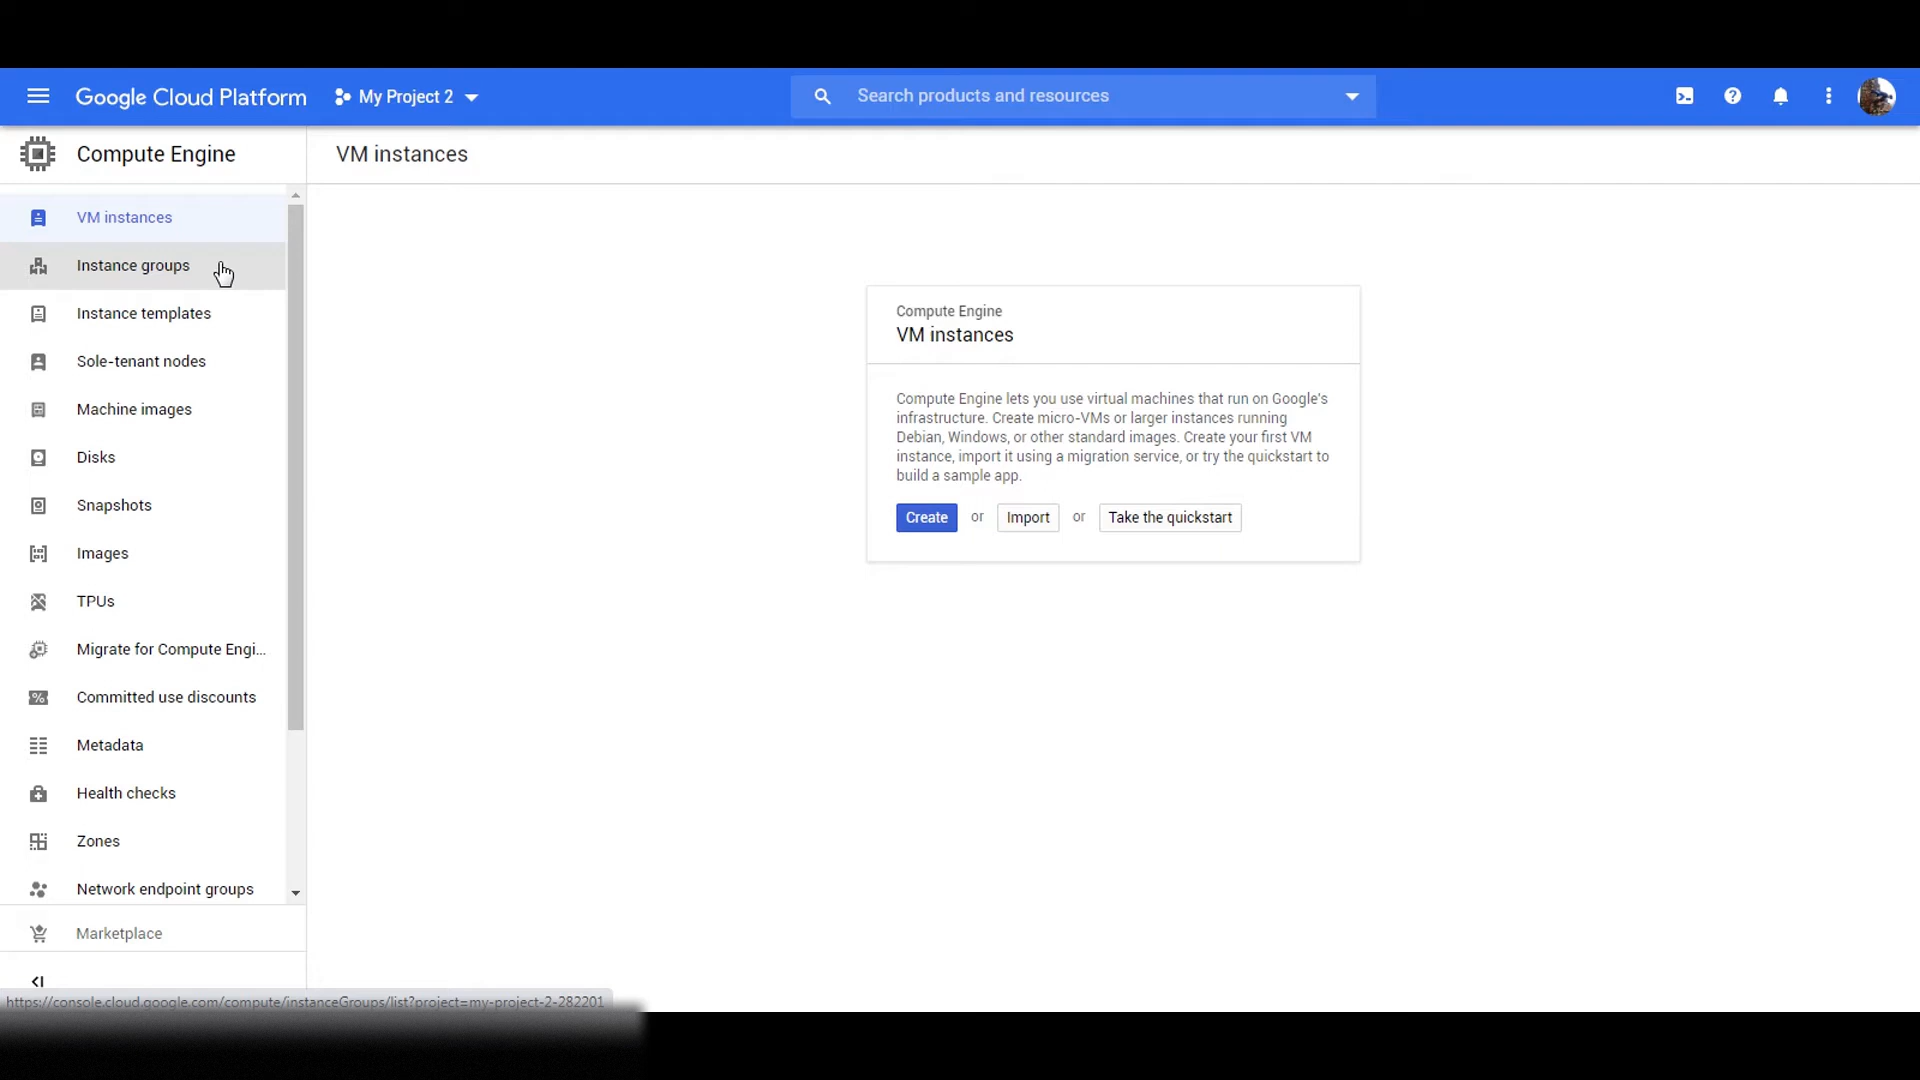 Google Cloud Platform
My Project 2
Search products and resources
Compute Engine
VM instances
VM instances
Instance groups
Instance templates
Sole-tenant nodes
Machine images
Disks
Snapshots
Images
TPUs
Migrate for Compute Engi...
Committed use discounts
Metadata
Health checks
Zones
Network endpoint groups
Marketplace
Compute Engine
VM instances
Compute Engine lets you use virtual machines that run on Google's
infrastructure. Create micro-VMs or larger instances running
Debian, Windows, or other standard images. Create your first VM
instance, import it using a migration service, or try the quickstart to
build a sample app.
Create or Import or Take the quickstart
https://console.cloud.google.com/compute/instanceGroups/list?project=my-project-2-282201